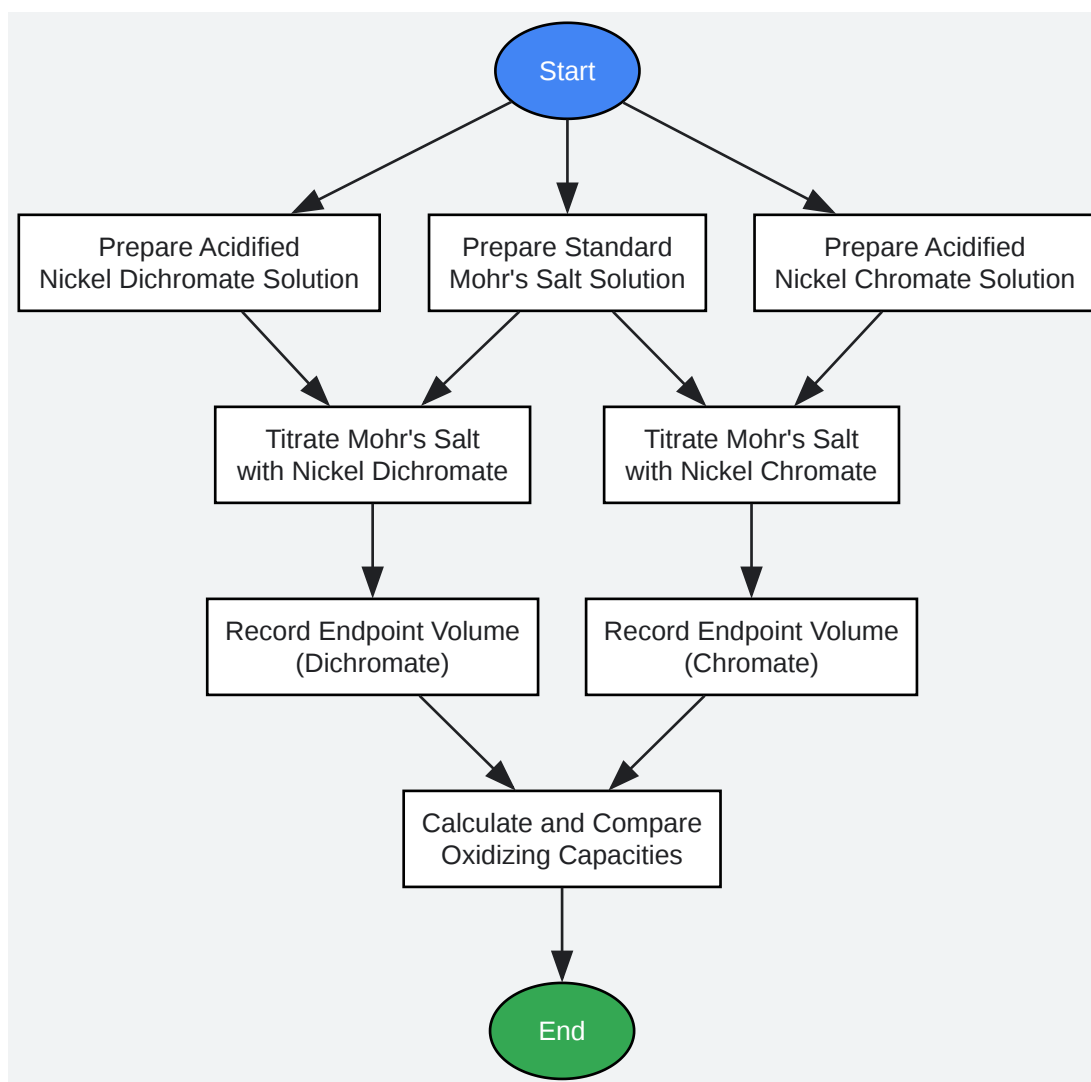 Start
Prepare Acidified
Nickel Dichromate Solution
Prepare Standard
Mohr's Salt Solution
Prepare Acidified
Nickel Chromate Solution
Titrate Mohr's Salt
with Nickel Dichromate
Titrate Mohr's Salt
with Nickel Chromate
Record Endpoint Volume
(Dichromate)
Record Endpoint Volume
(Chromate)
Calculate and Compare
Oxidizing Capacities
End